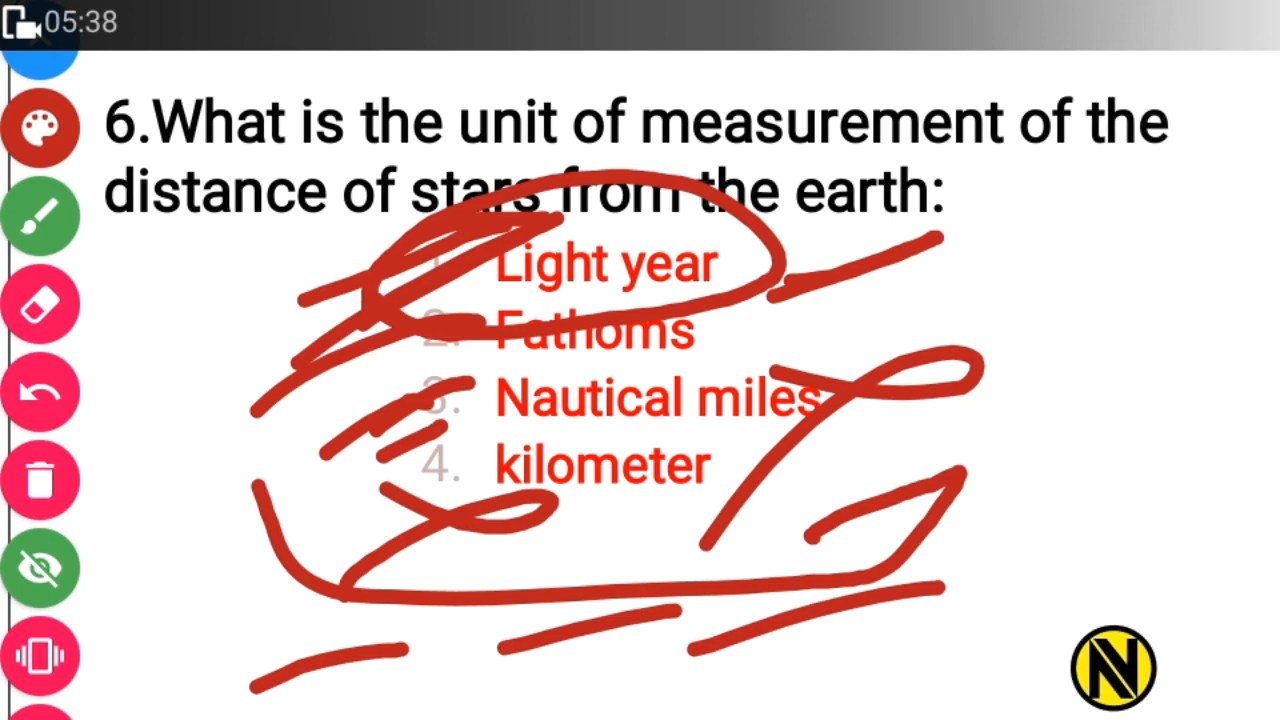 05:38
6.What is the unit of measurement of the
distance of stars from the earth:
1. Light year
2. Fathoms
3. Nautical miles
4. kilometer
N